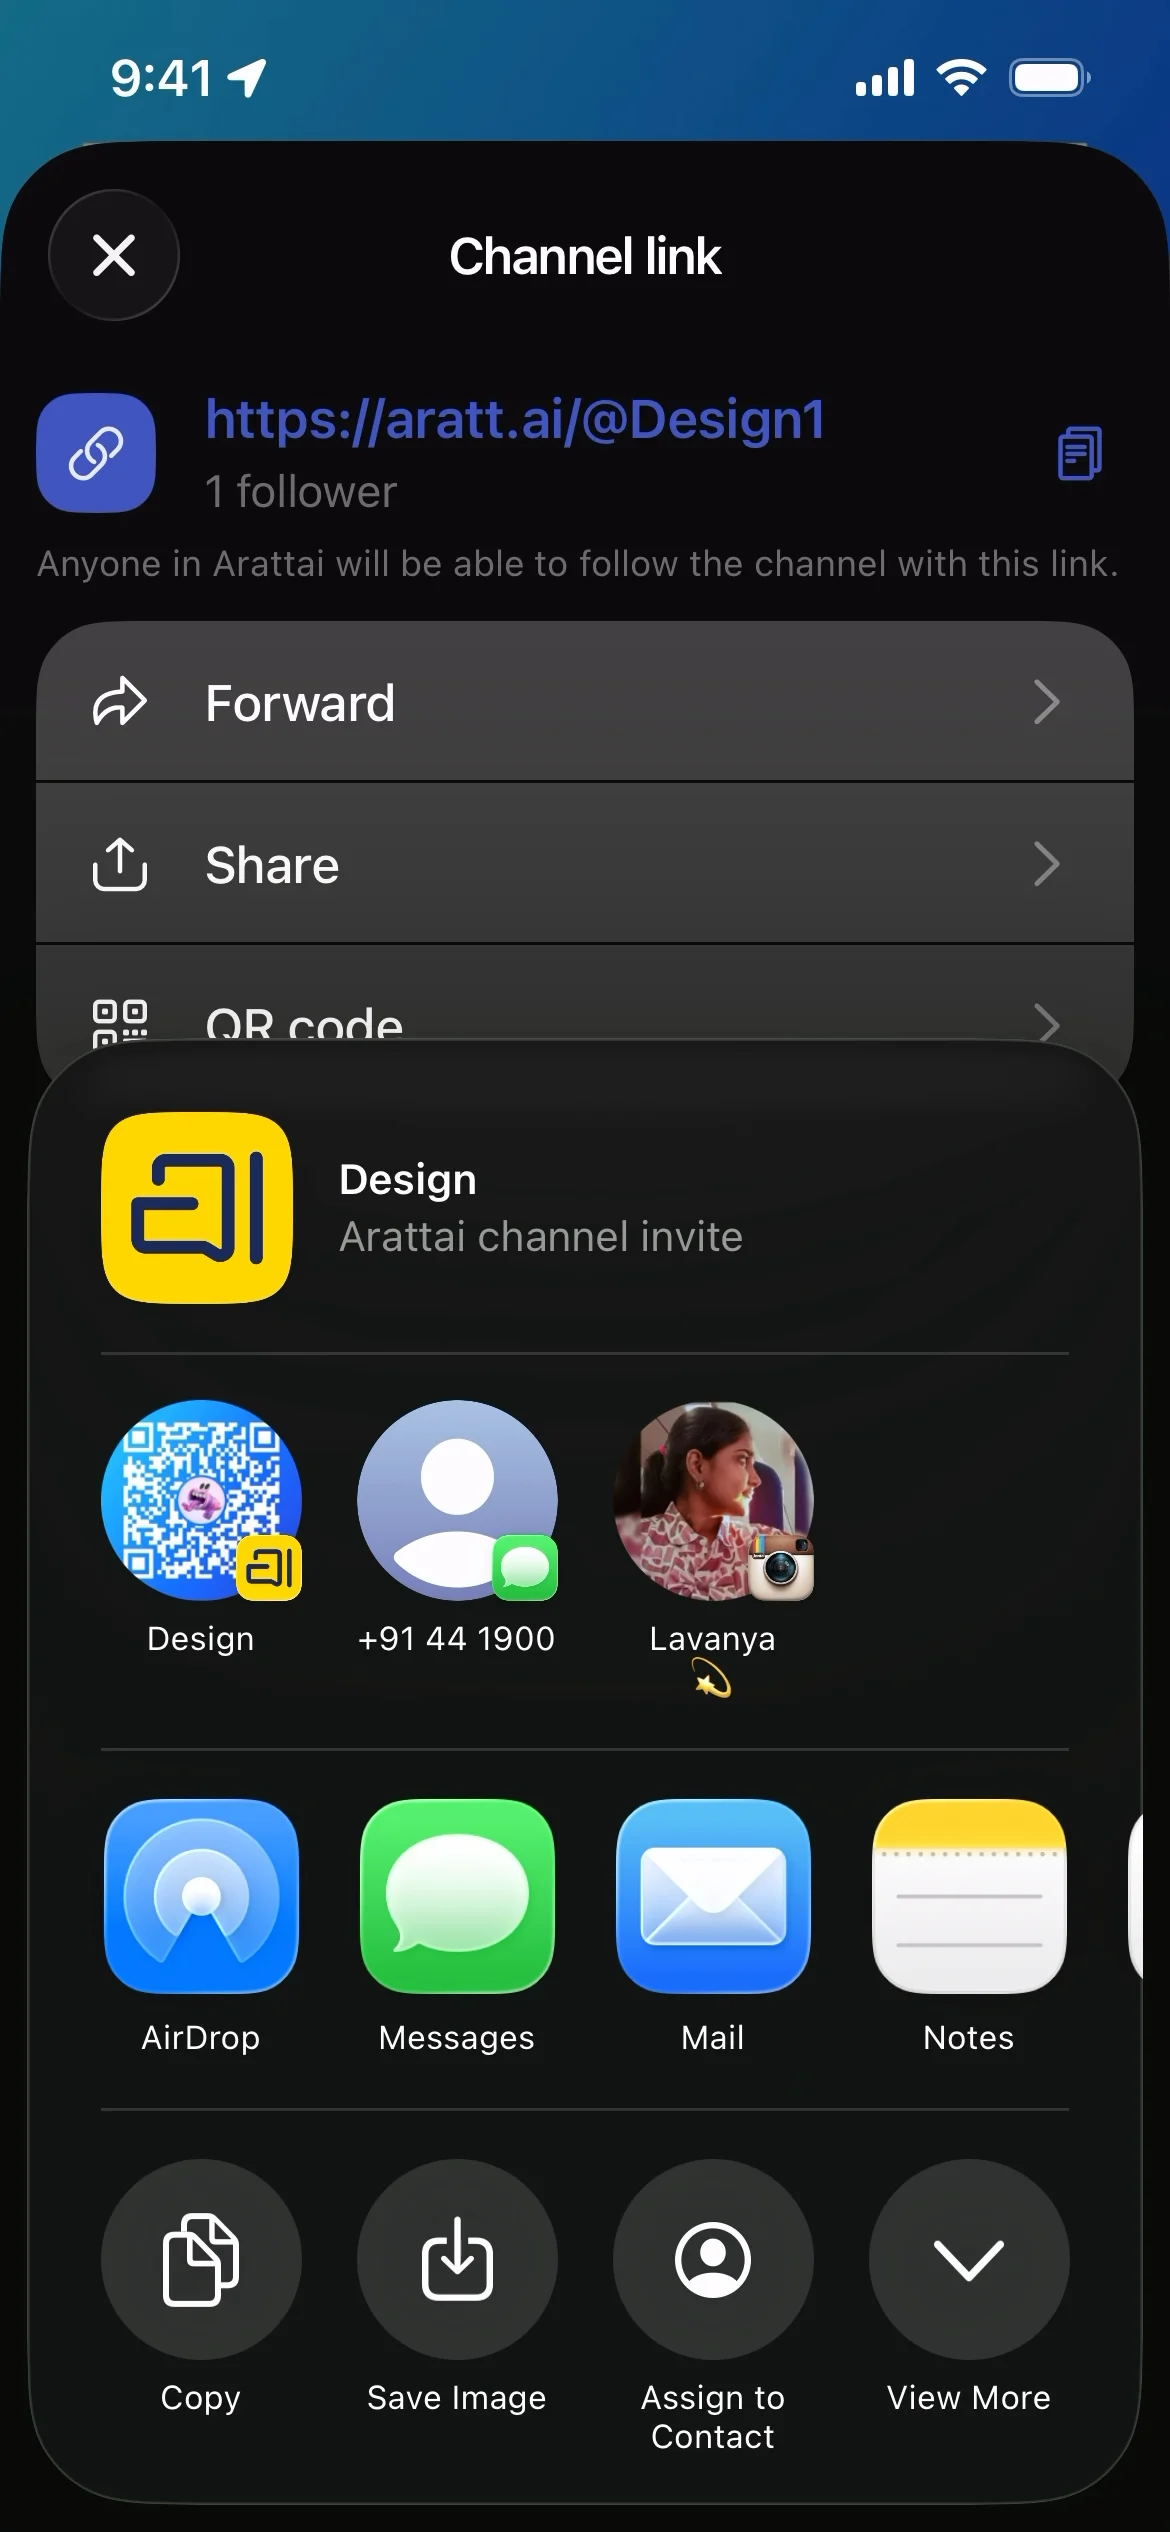 9:41
Channel link
https://aratt.ai/@Design1
1 follower
Anyone in Arattai will be able to follow the channel with this link.
Forward
Share
QR code
Design
Arattai channel invite
Design
+91 44 1900
Lavanya
💫
AirDrop
Messages
Mail
Notes
Copy
Save Image
Assign to
Contact
View More